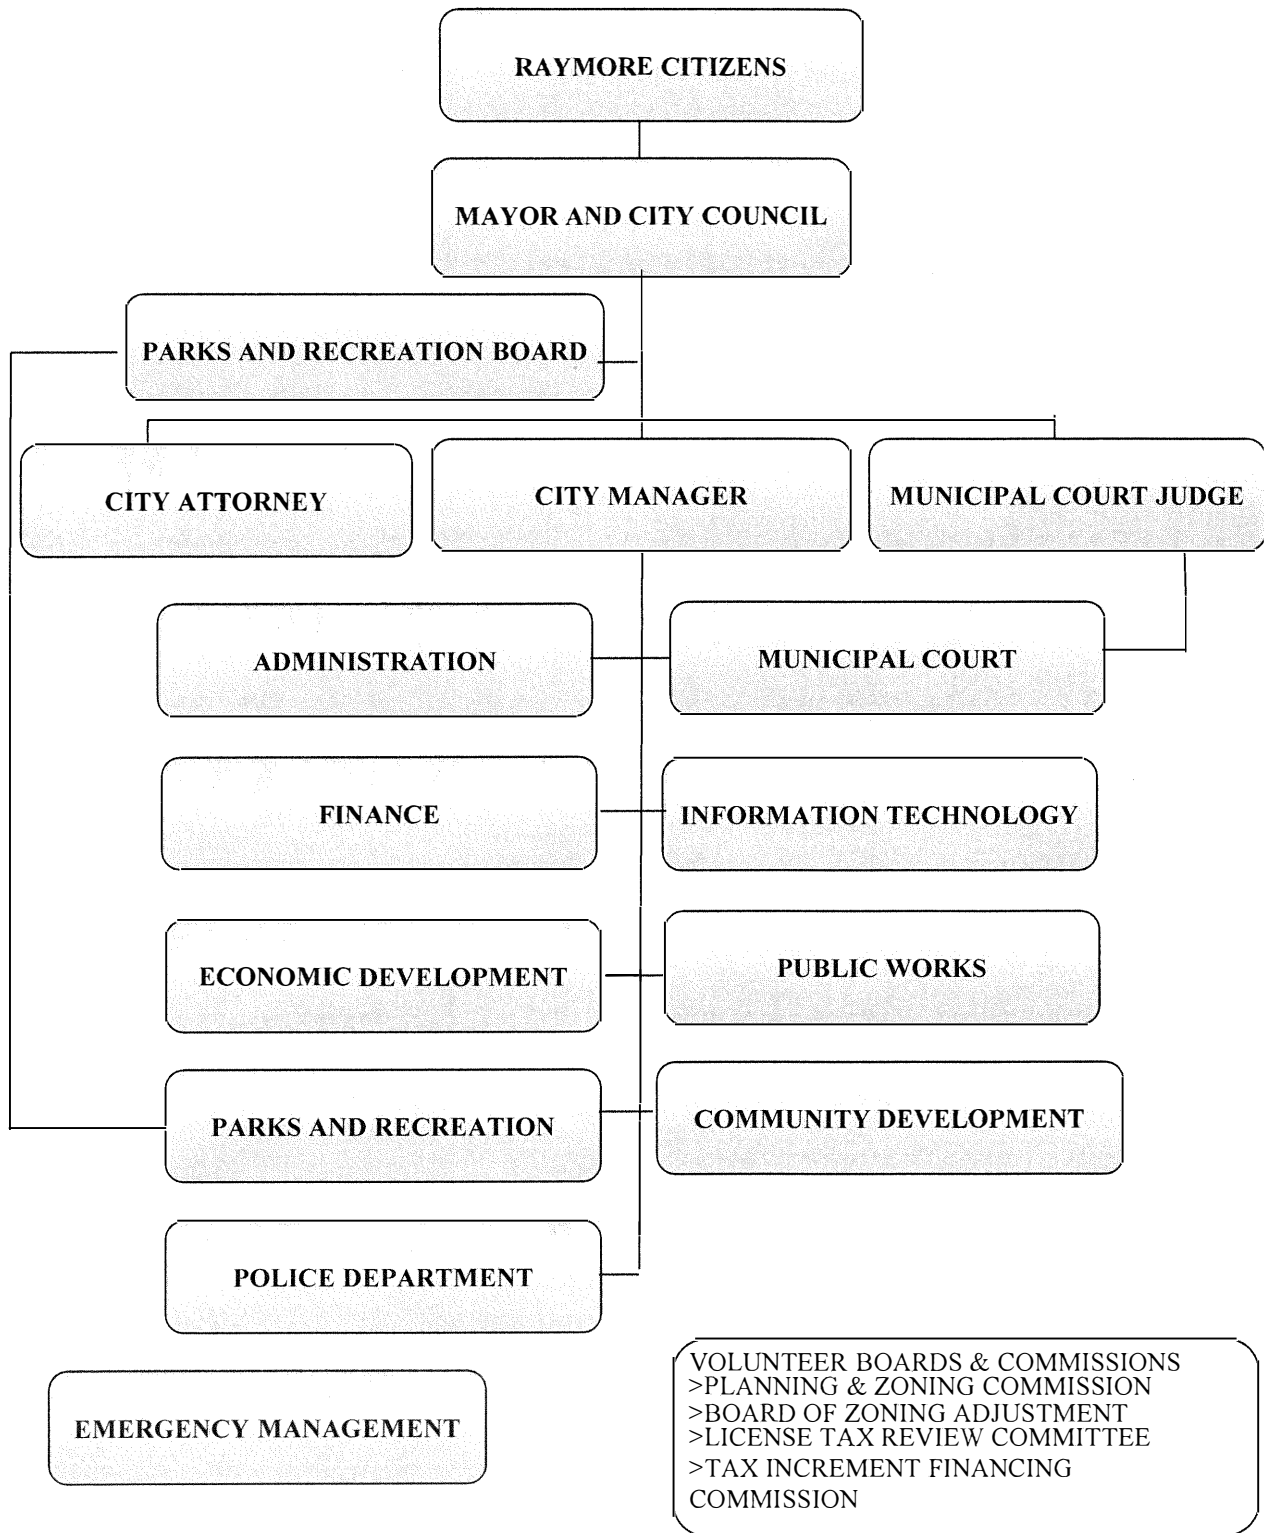 RAYMORE CITIZENS
MAYOR AND CITY COUNCIL
PARKS AND RECREATION BOARD
CITY ATTORNEY
CITY MANAGER
MUNICIPAL COURT JUDGE
ADMINISTRATION
MUNICIPAL COURT
FINANCE
INFORMATION TECHNOLOGY
ECONOMIC DEVELOPMENT
PUBLIC WORKS
PARKS AND RECREATION
COMMUNITY DEVELOPMENT
POLICE DEPARTMENT
EMERGENCY MANAGEMENT
VOLUNTEER BOARDS & COMMISSIONS
>PLANNING & ZONING COMMISSION
>BOARD OF ZONING ADJUSTMENT
>LICENSE TAX REVIEW COMMITTEE
>TAX INCREMENT FINANCING
COMMISSION